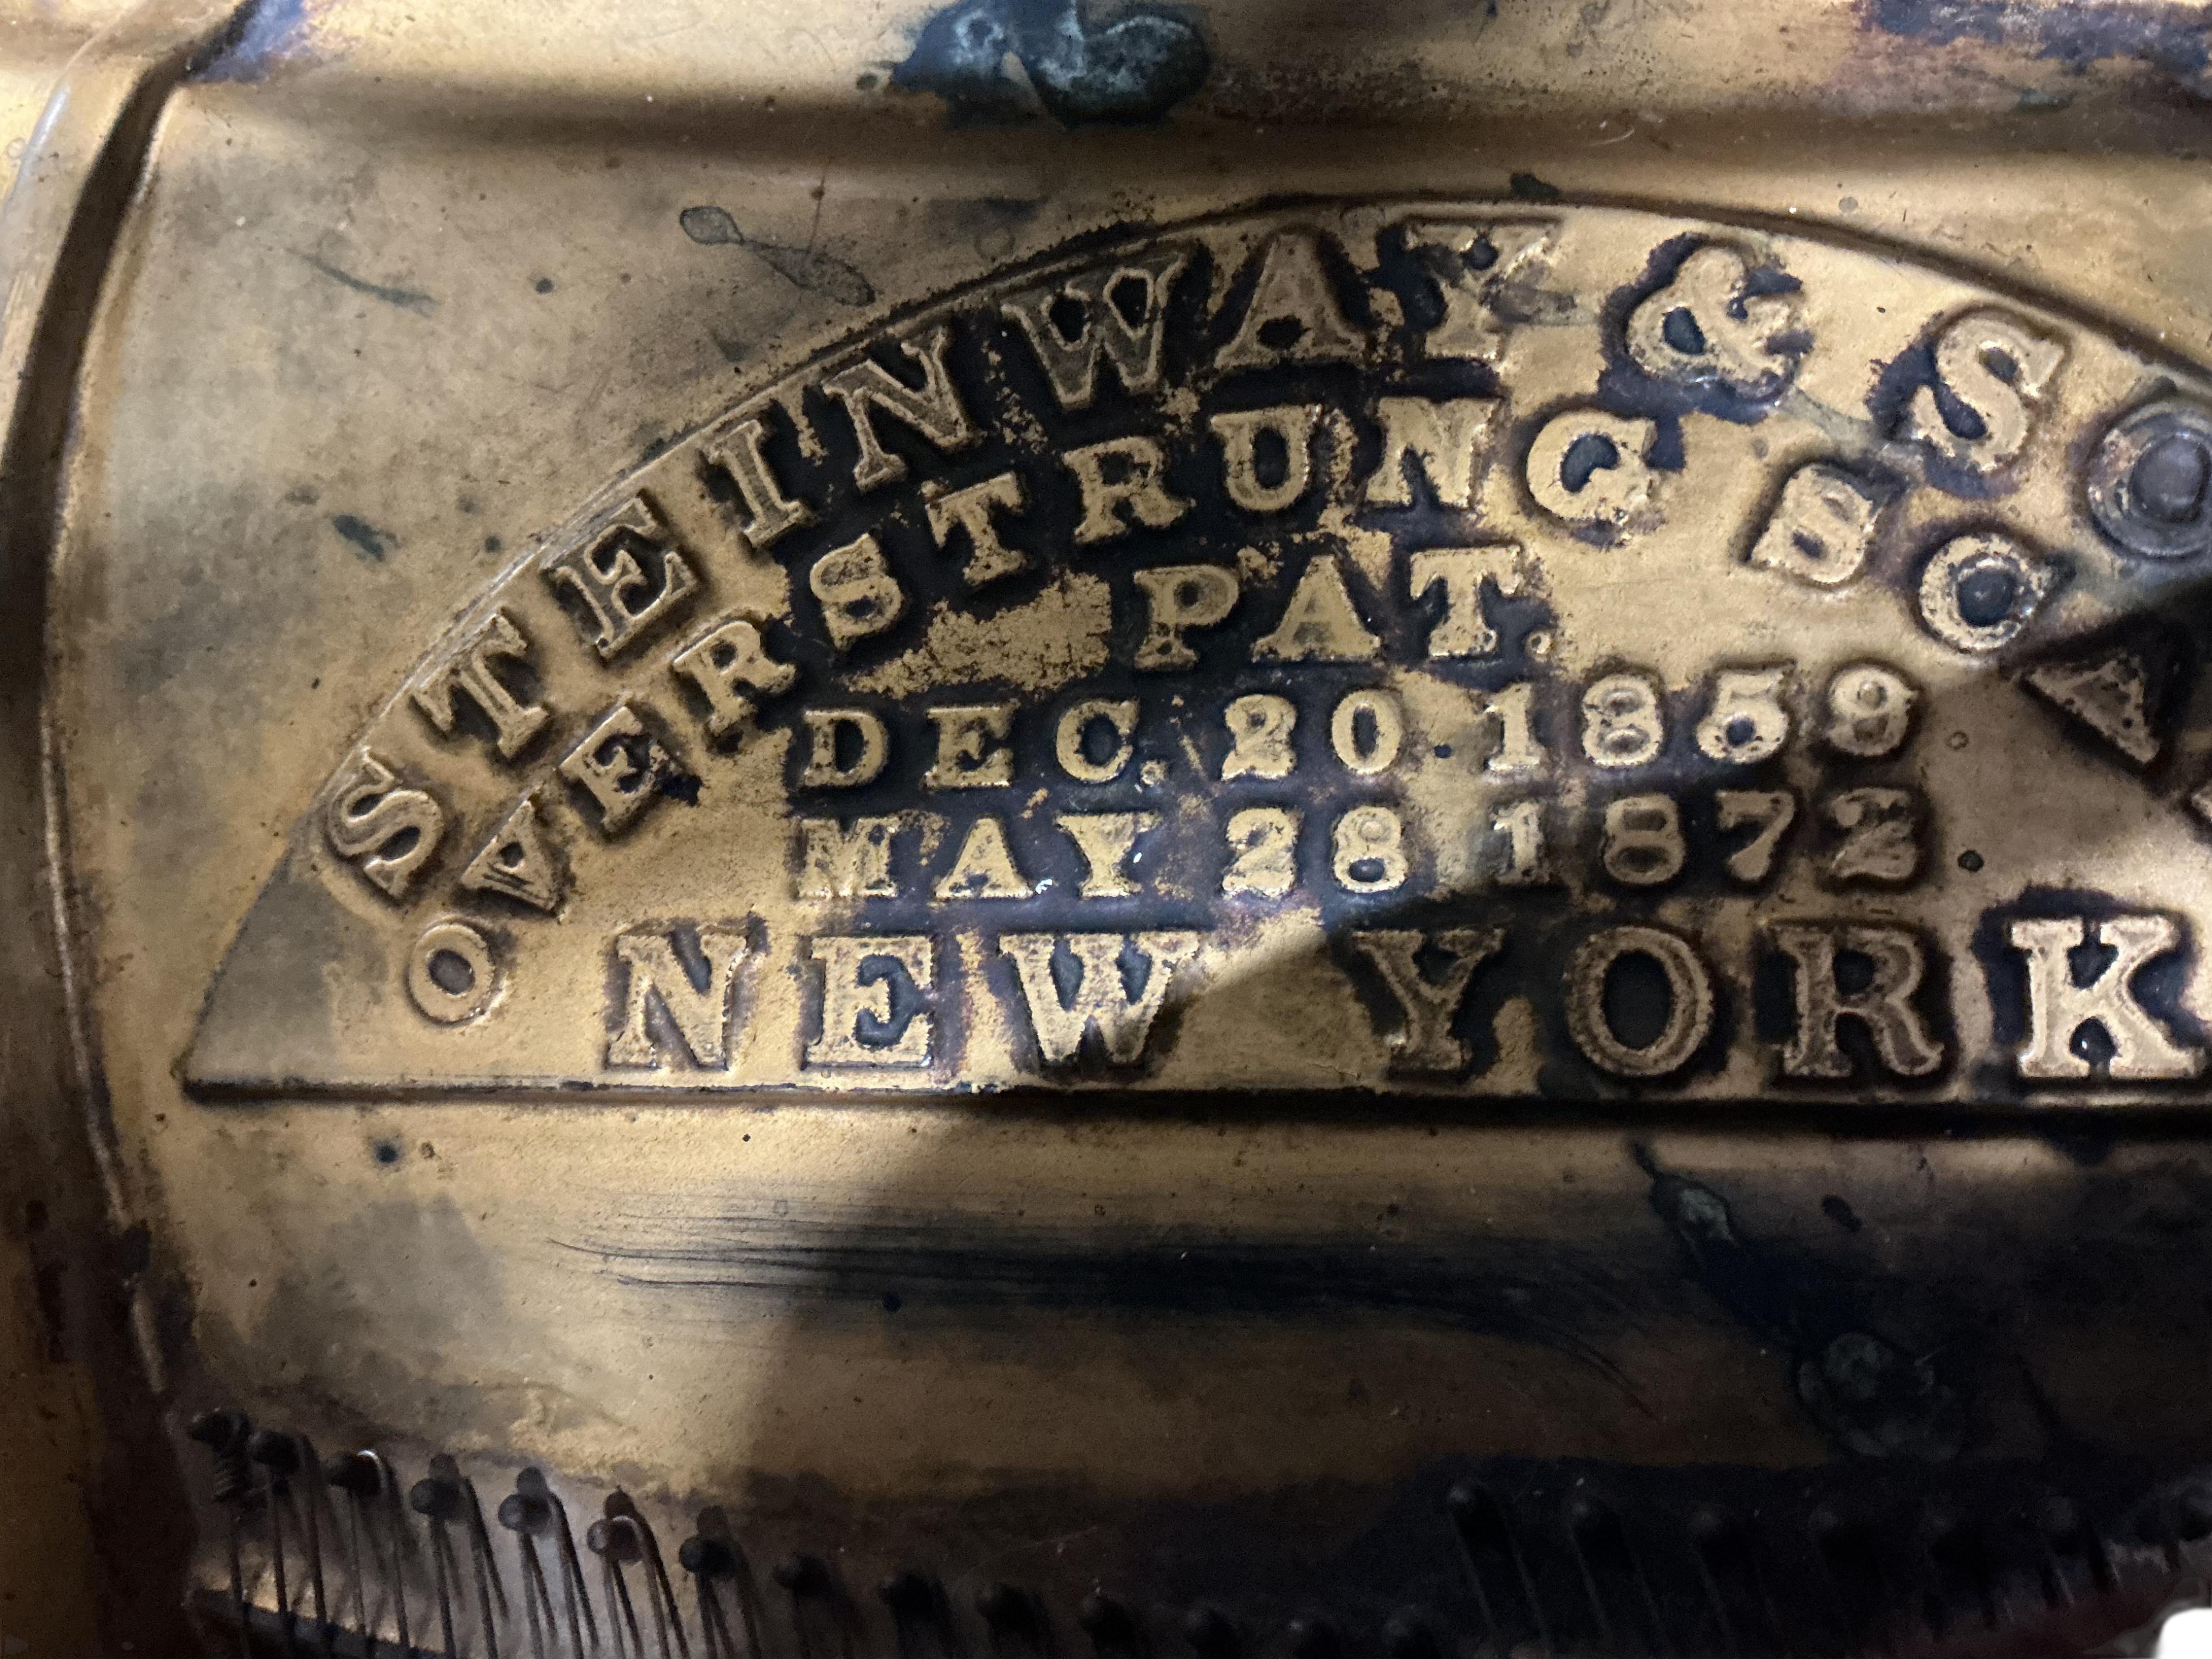 STEINWAY & SO
OVERSTRUNG SCA
PAT.
DEC. 20 1859
MAY 28 1872
NEW YORK